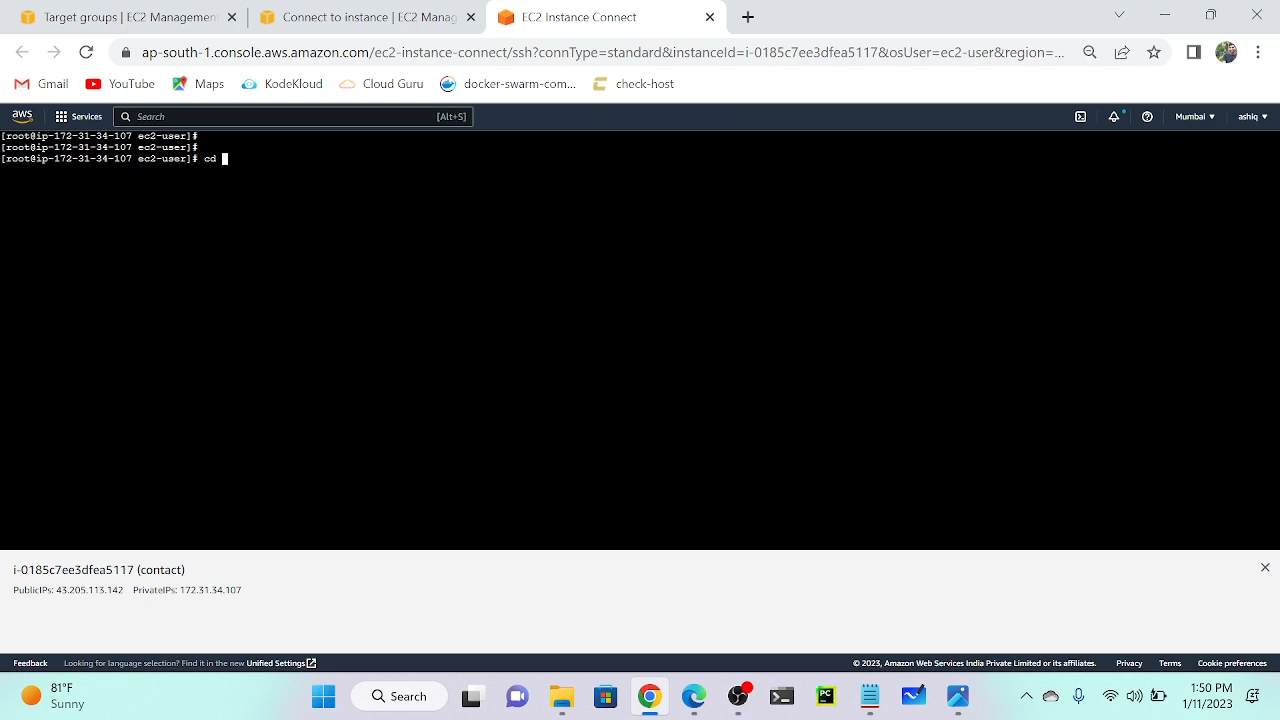 Target groups | EC2 Management
Connect to instance | EC2 Manag
EC2 Instance Connect
ap-south-1.console.aws.amazon.com/ec2-instance-connect/ssh?connType=standard&instanceId=i-0185c7ee3dfea5117&osUser=ec2-user&region=...
Gmail
YouTube
Maps
KodeKloud
Cloud Guru
docker-swarm-com...
check-host
aws
Services
Search
[Alt+S]
Mumbai
ashiq
[root@ip-172-31-34-107 ec2-user]#
[root@ip-172-31-34-107 ec2-user]#
[root@ip-172-31-34-107 ec2-user]# cd
i-0185c7ee3dfea5117 (contact)
PublicIPs: 43.205.113.142 PrivateIPs: 172.31.34.107
Feedback
Looking for language selection? Find it in the new Unified Settings
© 2023, Amazon Web Services India Private Limited or its affiliates.
Privacy
Terms
Cookie preferences
81°F
Sunny
Search
PC
1:50 PM
1/11/2023